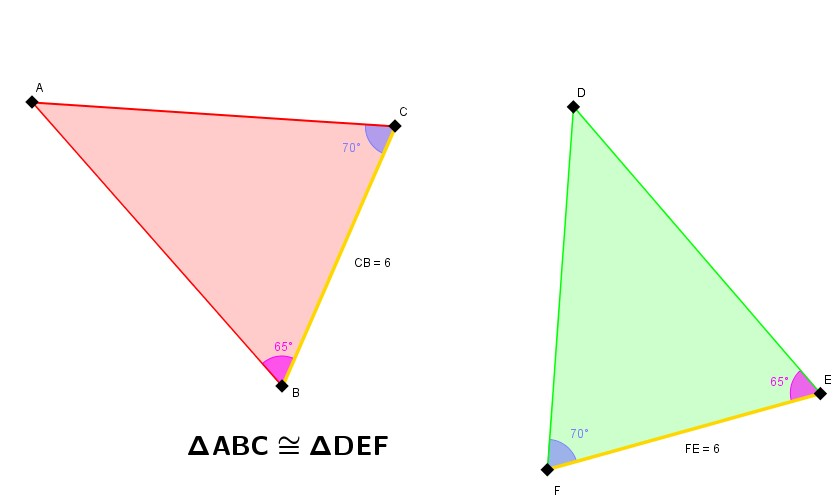 A
C
70°
CB = 6
65°
B
ΔABC ≅ ΔDEF
D
E
65°
70°
FE = 6
F